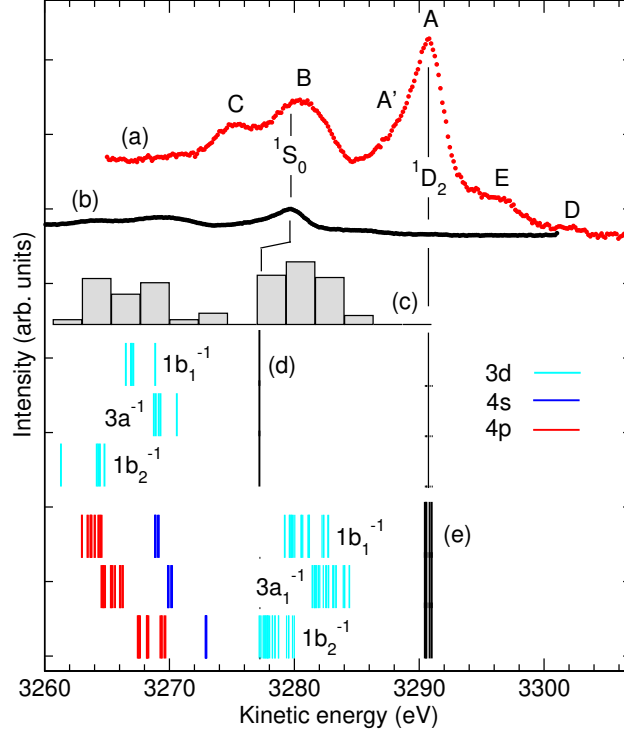 A
B
C
A'
(a)
¹S₀
¹D₂
E
D
(b)
(c)
1b₁⁻¹
(d)
3d
3a⁻¹
4s
4p
1b₂⁻¹
1b₁⁻¹
(e)
3a₁⁻¹
1b₂⁻¹
3260 3270 3280 3290 3300
Kinetic energy (eV)
Intensity (arb. units)